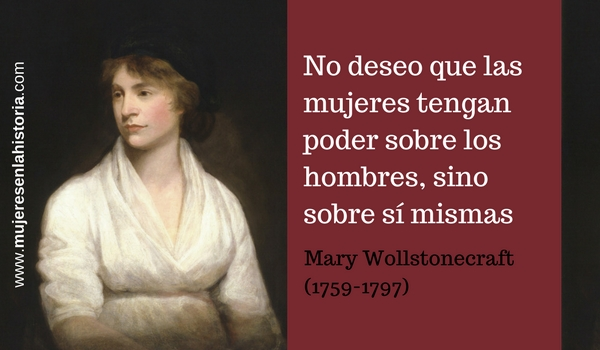 www.mujeresenlahistoria.com
No deseo que las
mujeres tengan
poder sobre los
hombres, sino
sobre sí mismas
Mary Wollstonecraft
(1759-1797)